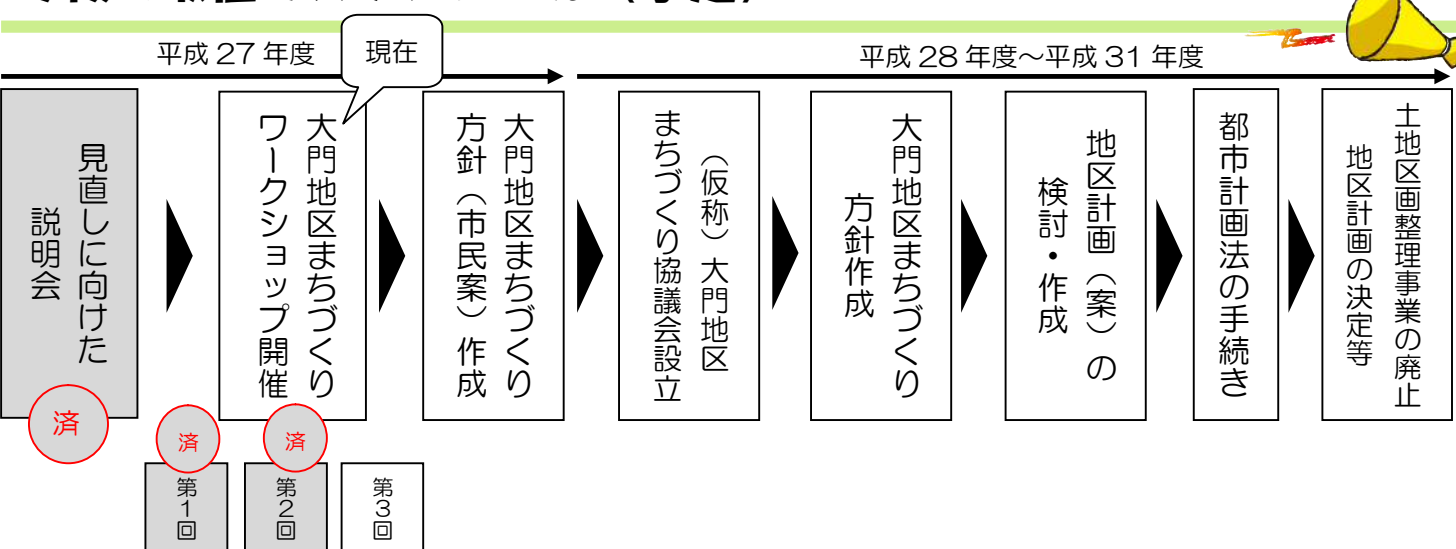 平成 27 年度
現在
平成 28 年度～平成 31 年度
見直しに向けた
説明会
済
大門地区まちづくり
ワークショップ開催
大門地区まちづくり
方針（市民案）作成
（仮称）大門地区
まちづくり協議会設立
大門地区まちづくり
方針作成
地区計画（案）の
検討・作成
都市計画法の手続き
土地区画整理事業の廃止
地区計画の決定等
済
第1回
済
第2回
第3回